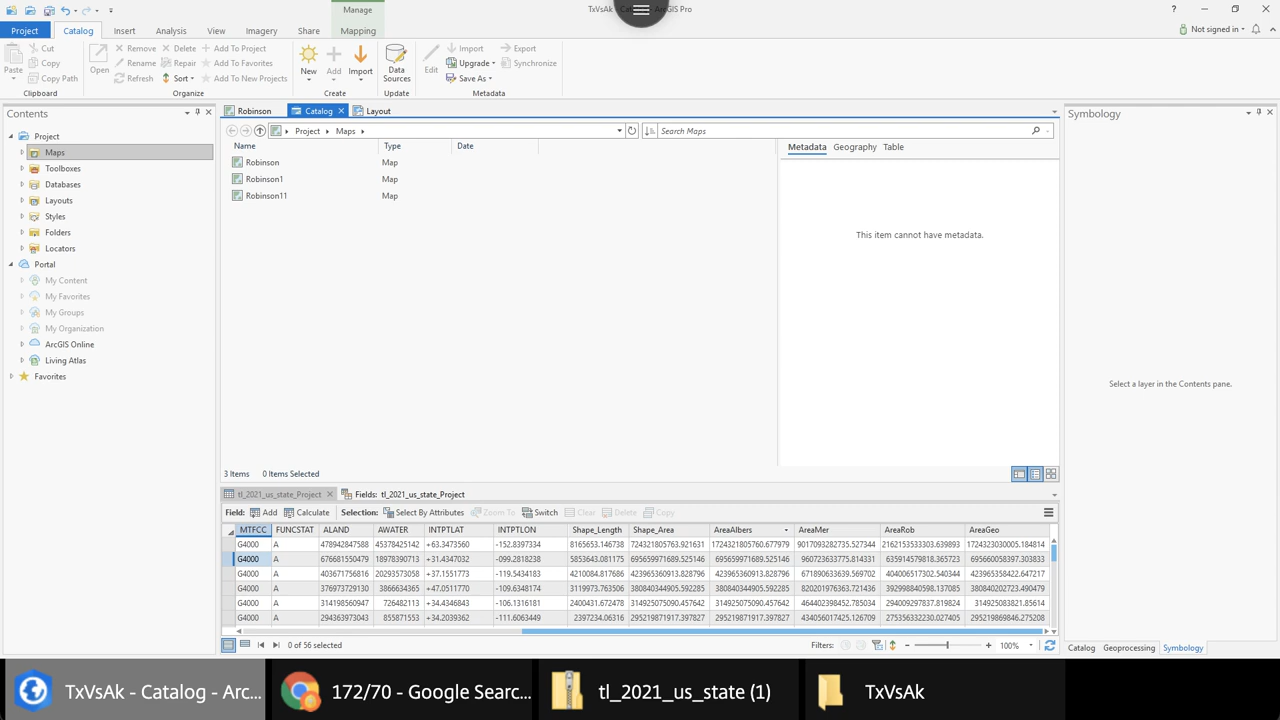 TxVsAk - Catalog - ArcGIS Pro
Manage
Project Catalog Insert Analysis View Imagery Share Mapping
Not signed in
Paste Cut Copy Copy Path
Clipboard
Open Remove Rename Refresh Delete Repair Sort Add To Project Add To Favorites Add To New Projects
Organize
New Add Import
Create
Data Sources
Update
Edit Import Upgrade Save As Export Synchronize
Metadata
Contents
Project
Maps
Toolboxes
Databases
Layouts
Styles
Folders
Locators
Portal
My Content
My Favorites
My Groups
My Organization
ArcGIS Online
Living Atlas
Favorites
Robinson Catalog Layout
Project Maps
Search Maps
Name Type Date
Robinson Map
Robinson1 Map
Robinson11 Map
Metadata Geography Table
This item cannot have metadata.
3 Items 0 Items Selected
Symbology
Select a layer in the Contents pane.
Catalog Geoprocessing Symbology
tl_2021_us_state_Project Fields: tl_2021_us_state_Project
Field: Add Calculate Selection: Select By Attributes Zoom To Switch Clear Delete Copy
MTFCC FUNCSTAT ALAND AWATER INTPTLAT INTPTLON Shape_Length Shape_Area AreaAlbers AreaMer AreaRob AreaGeo
G4000 A 478942847588 45378425142 +63.3473560 -152.8397334 8165653.146738 1724321805763.921631 1724321805760.677979 9017093282735.527344 2162153533303.639893 1724323030005.184814
G4000 A 676681550479 18978390713 +31.4347032 -099.2818238 5853643.081175 695659971689.525146 695659971689.525146 960723633775.814331 635914579818.365723 695660058397.303833
G4000 A 403671756816 20293573058 +37.1551773 -119.5434183 4210084.817686 423965360913.828796 423965360913.828796 671890633639.569702 404006517302.540344 423965358422.647217
G4000 A 376973729130 3866634365 +47.0511770 -109.6348174 3119973.763506 380840344905.592285 380840344905.592285 820201976363.721436 392998840598.137085 380840202723.490479
G4000 A 314198560947 726482113 +34.4346843 -106.1316181 2400431.672478 314925075090.457642 314925075090.457642 464402398452.785034 294009297837.819824 314925083821.85614
G4000 A 294363973043 855871553 +34.2039362 -111.6063449 2397234.06316 295219871917.397827 295219871917.397827 434056017425.126709 275356332230.027405 295219869846.275208
0 of 56 selected Filters: 100%
TxVsAk - Catalog - Arc... 172/70 - Google Searc... tl_2021_us_state (1) TxVsAk